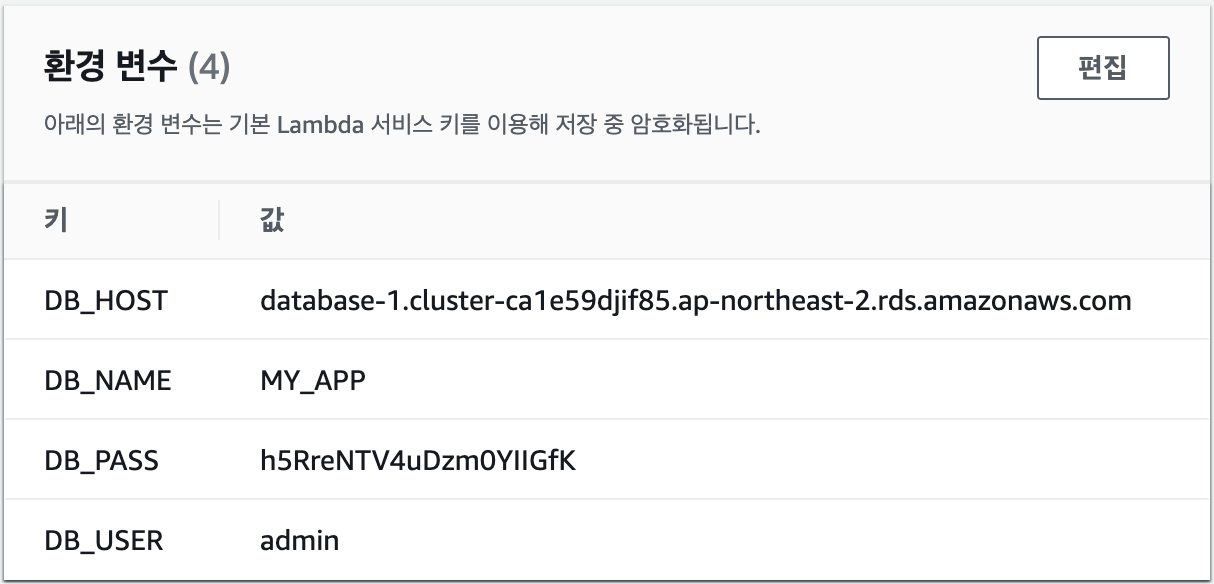 환경 변수 (4)
편집
아래의 환경 변수는 기본 Lambda 서비스 키를 이용해 저장 중 암호화됩니다.
키 값
DB_HOST database-1.cluster-ca1e59djif85.ap-northeast-2.rds.amazonaws.com
DB_NAME MY_APP
DB_PASS h5RreNTV4uDzm0YIIGfK
DB_USER admin